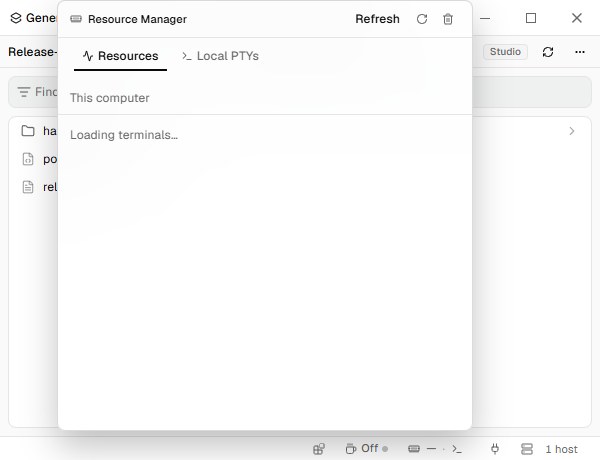 Gener
Resource Manager
Refresh
Release-
Studio
Resources
Local PTYs
Find
This computer
ha
Loading terminals...
po
rel
Off
1 host